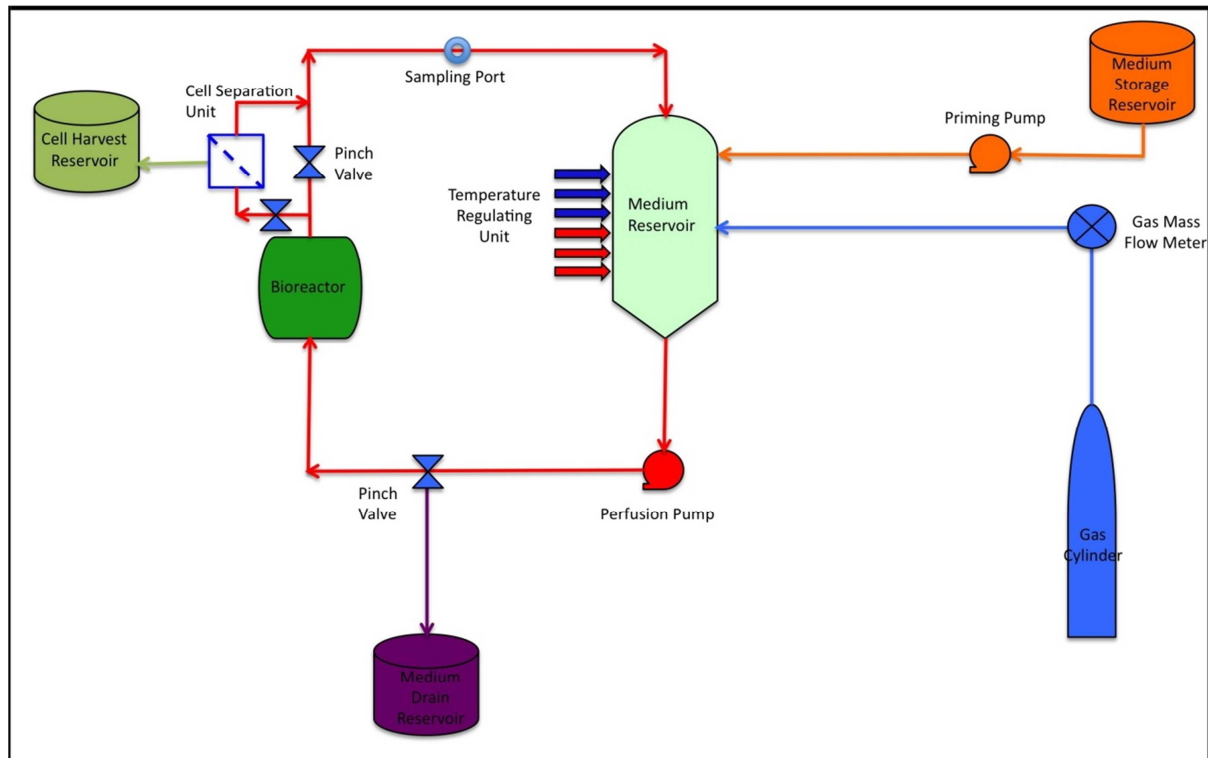 Sampling Port
Cell Separation
Unit
Cell Harvest
Reservoir
Pinch
Valve
Medium
Storage
Reservoir
Priming Pump
Temperature
Regulating
Unit
Medium
Reservoir
Gas Mass
Flow Meter
Bioreactor
Pinch
Valve
Perfusion Pump
Gas
Cylinder
Medium
Drain
Reservoir